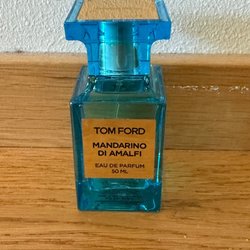 TOM FORD
MANDARINO
DI AMALFI
EAU DE PARFUM
50 ML